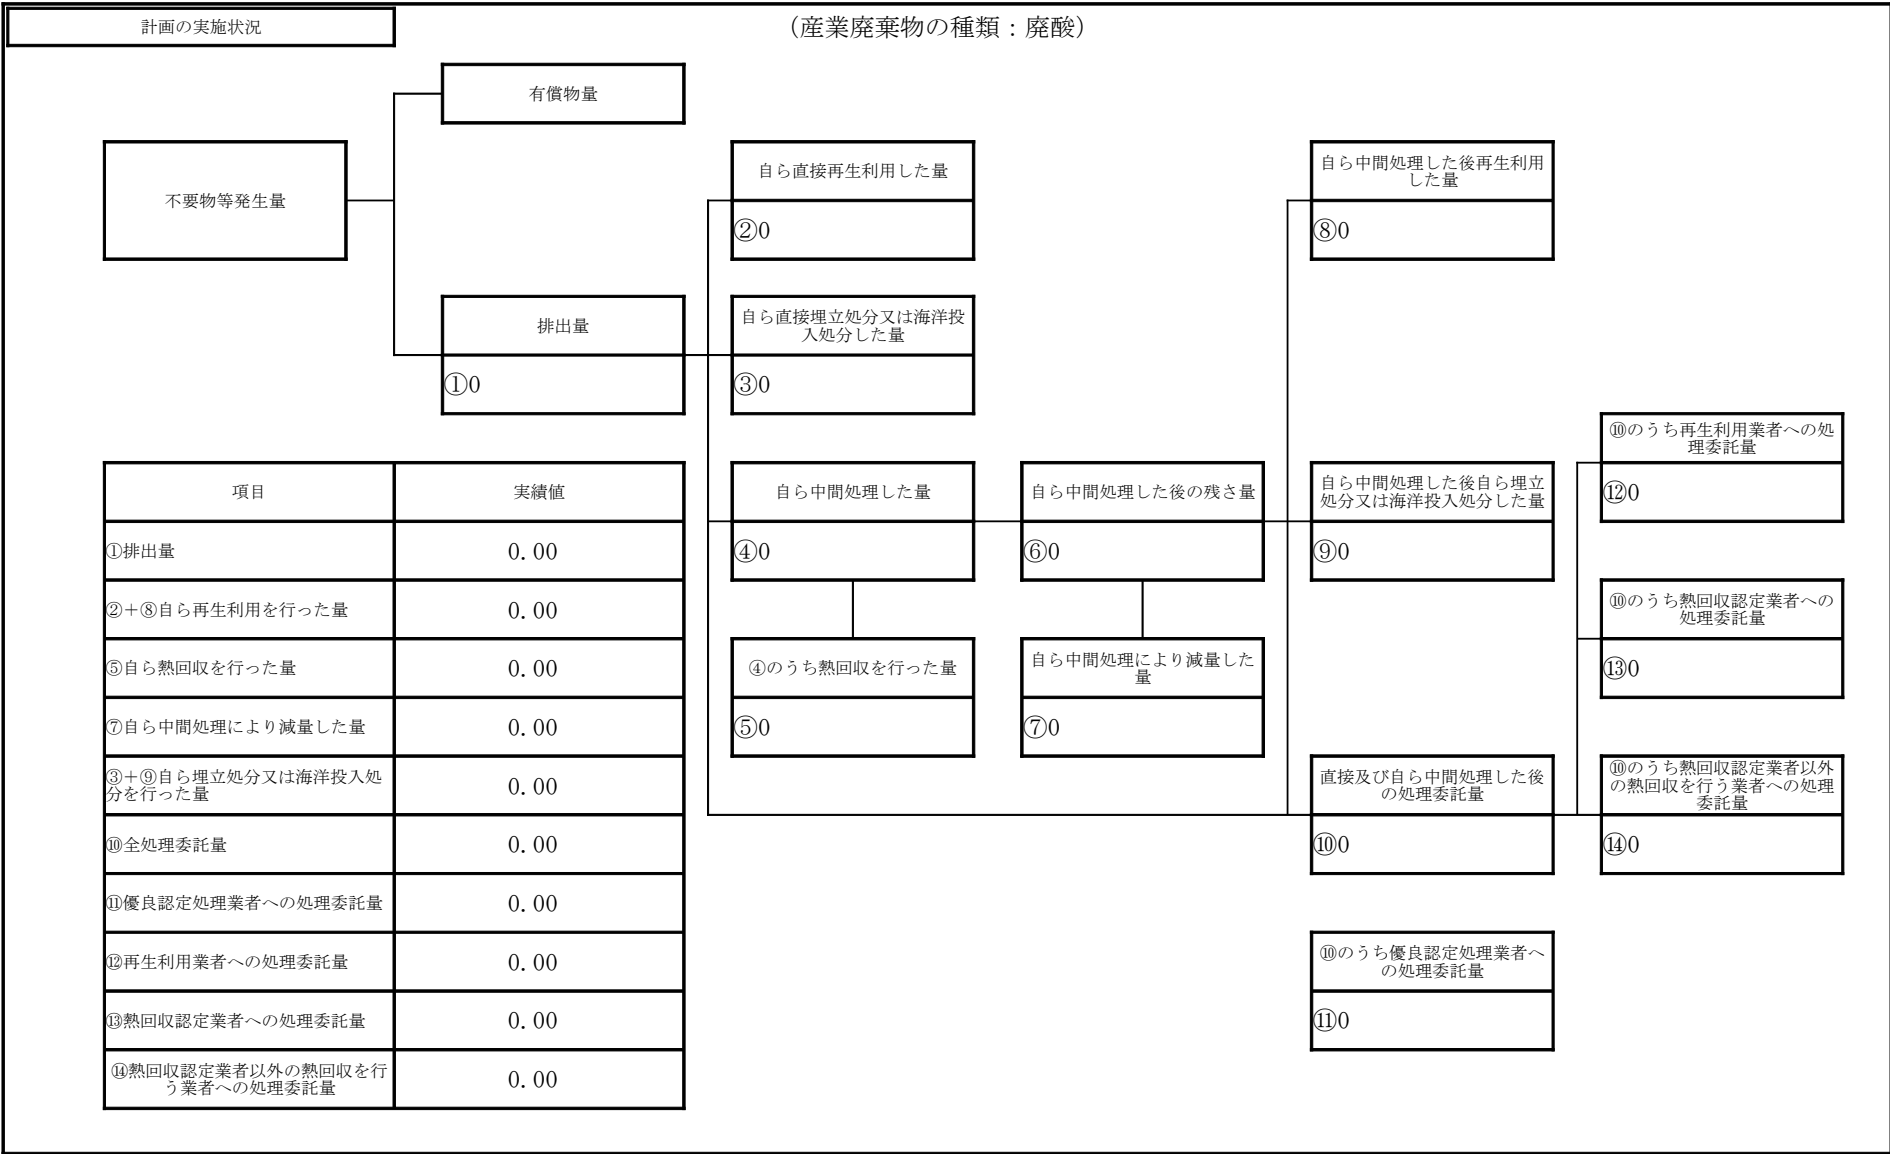 計画の実施状況
（産業廃棄物の種類：廃酸）
有償物量
不要物等発生量
自ら直接再生利用した量
②0
自ら中間処理した後再生利用
した量
⑧0
排出量
①0
自ら直接埋立処分又は海洋投
入処分した量
③0
⑩のうち再生利用業者への処
理委託量
⑫0
自ら中間処理した量
④0
自ら中間処理した後の残さ量
⑥0
自ら中間処理した後自ら埋立
処分又は海洋投入処分した量
⑨0
⑩のうち熱回収認定業者への
処理委託量
⑬0
④のうち熱回収を行った量
⑤0
自ら中間処理により減量した
量
⑦0
直接及び自ら中間処理した後
の処理委託量
⑩0
⑩のうち熱回収認定業者以外
の熱回収を行う業者への処理
委託量
⑭0
⑩のうち優良認定処理業者へ
の処理委託量
⑪0
項目 実績値
①排出量 0.00
②＋⑧自ら再生利用を行った量 0.00
⑤自ら熱回収を行った量 0.00
⑦自ら中間処理により減量した量 0.00
③＋⑨自ら埋立処分又は海洋投入処
分を行った量 0.00
⑩全処理委託量 0.00
⑪優良認定処理業者への処理委託量 0.00
⑫再生利用業者への処理委託量 0.00
⑬熱回収認定業者への処理委託量 0.00
⑭熱回収認定業者以外の熱回収を行
う業者への処理委託量 0.00